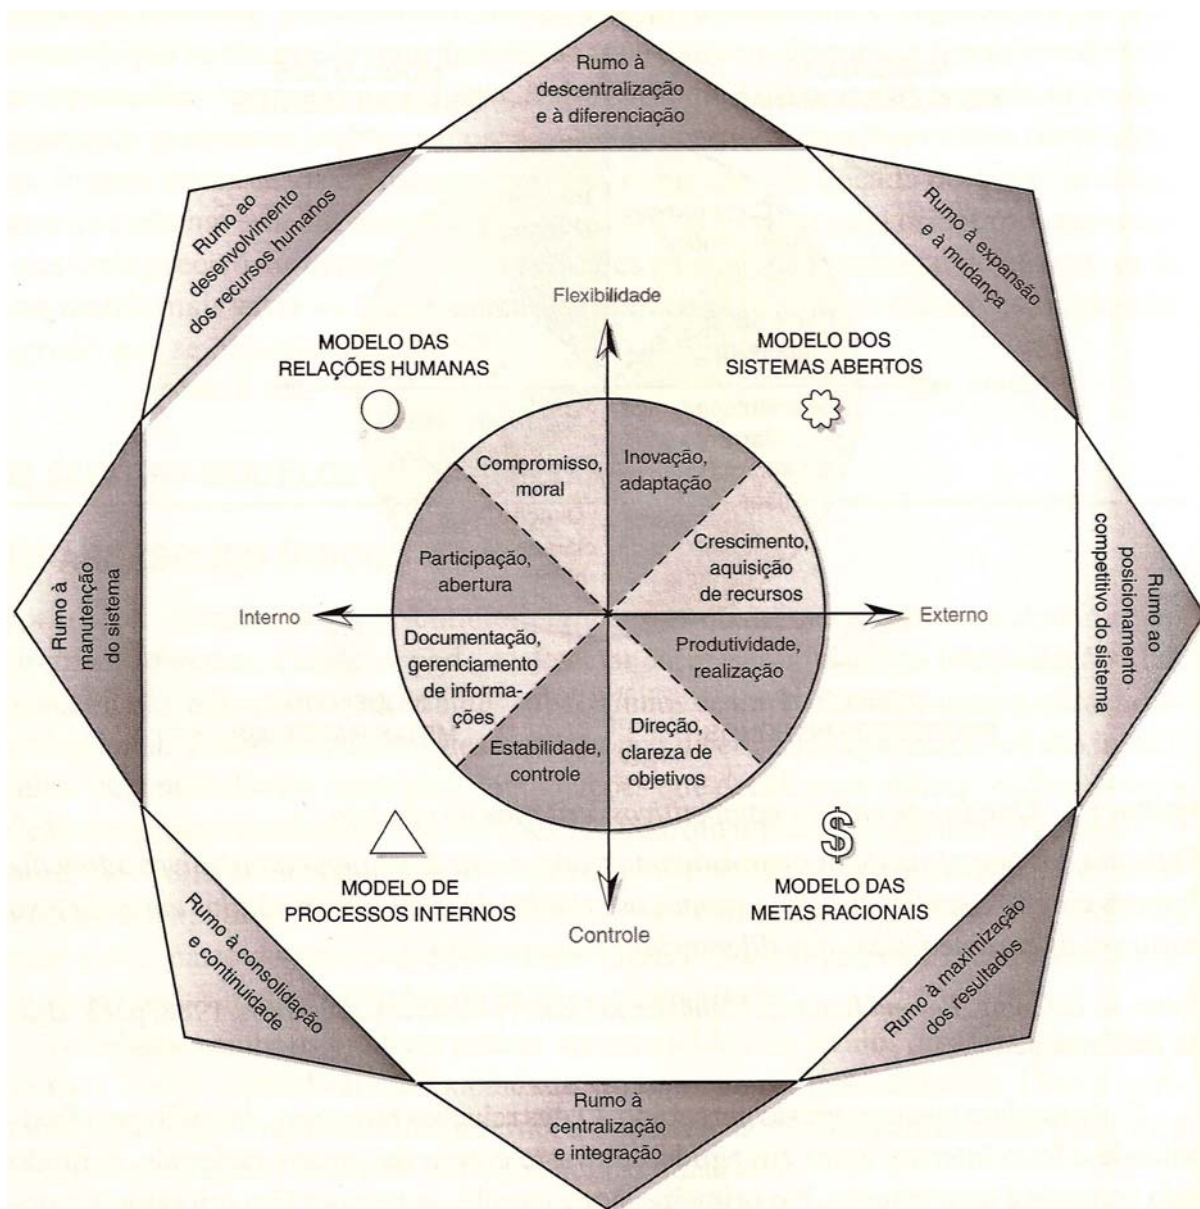 Rumo à
descentralização
e à diferenciação
Rumo ao
desenvolvimento
dos recursos humanos
Rumo à expansão
e à mudança
Flexibilidade
MODELO DAS
RELAÇÕES HUMANAS
MODELO DOS
SISTEMAS ABERTOS
Compromisso,
moral
Inovação,
adaptação
Participação,
abertura
Crescimento,
aquisição
de recursos
Rumo à
manutenção
do sistema
Rumo ao
posicionamento
competitivo do sistema
Interno
Externo
Documentação,
gerenciamento
de informa-
ções
Produtividade,
realização
Estabilidade,
controle
Direção,
clareza de
objetivos
$
MODELO DE
PROCESSOS INTERNOS
MODELO DAS
METAS RACIONAIS
Controle
Rumo à consolidação
e continuidade
Rumo à maximização
dos resultados
Rumo à
centralização
e integração